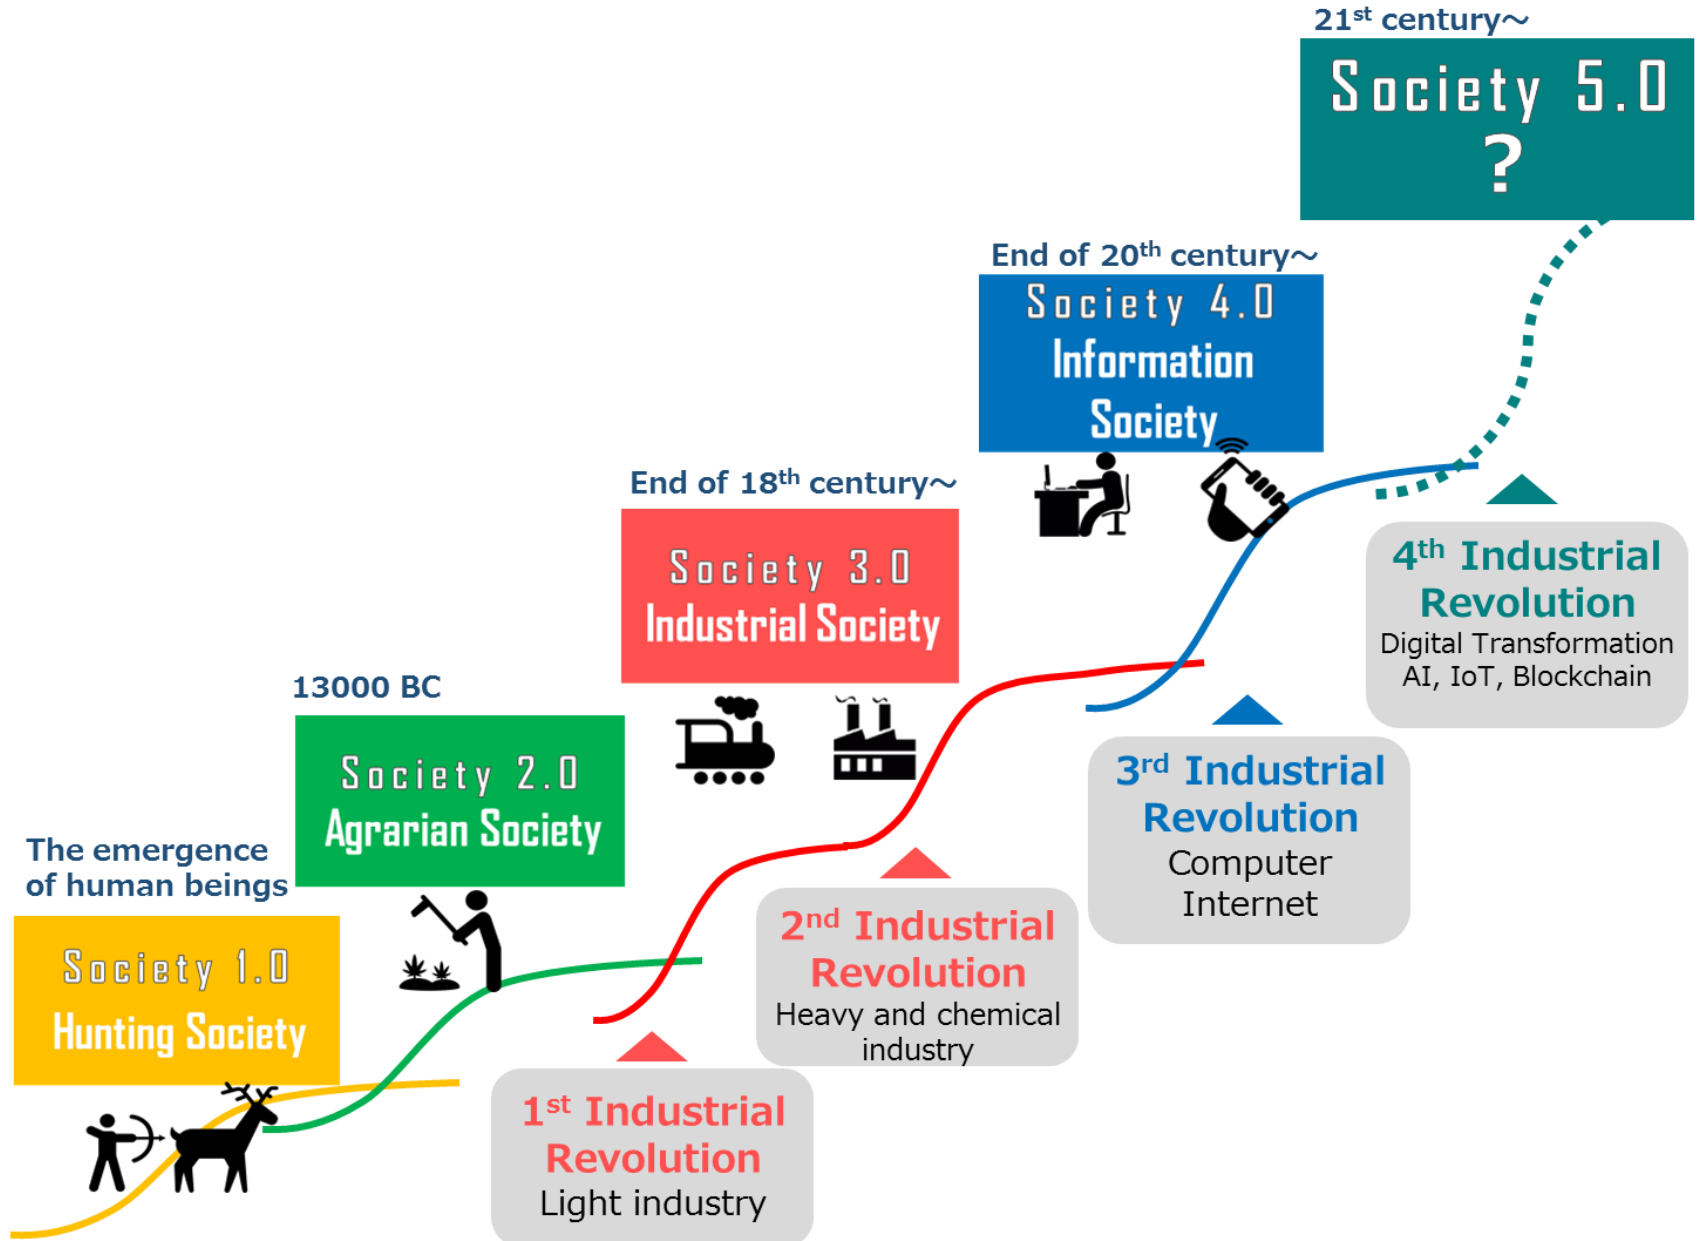 21st century～
Society 5.0
?
End of 20th century～
Society 4.0
Information
Society
End of 18th century～
Society 3.0
Industrial Society
13000 BC
Society 2.0
Agrarian Society
The emergence
of human beings
Society 1.0
Hunting Society
1st Industrial
Revolution
Light industry
2nd Industrial
Revolution
Heavy and chemical
industry
3rd Industrial
Revolution
Computer
Internet
4th Industrial
Revolution
Digital Transformation
AI, IoT, Blockchain